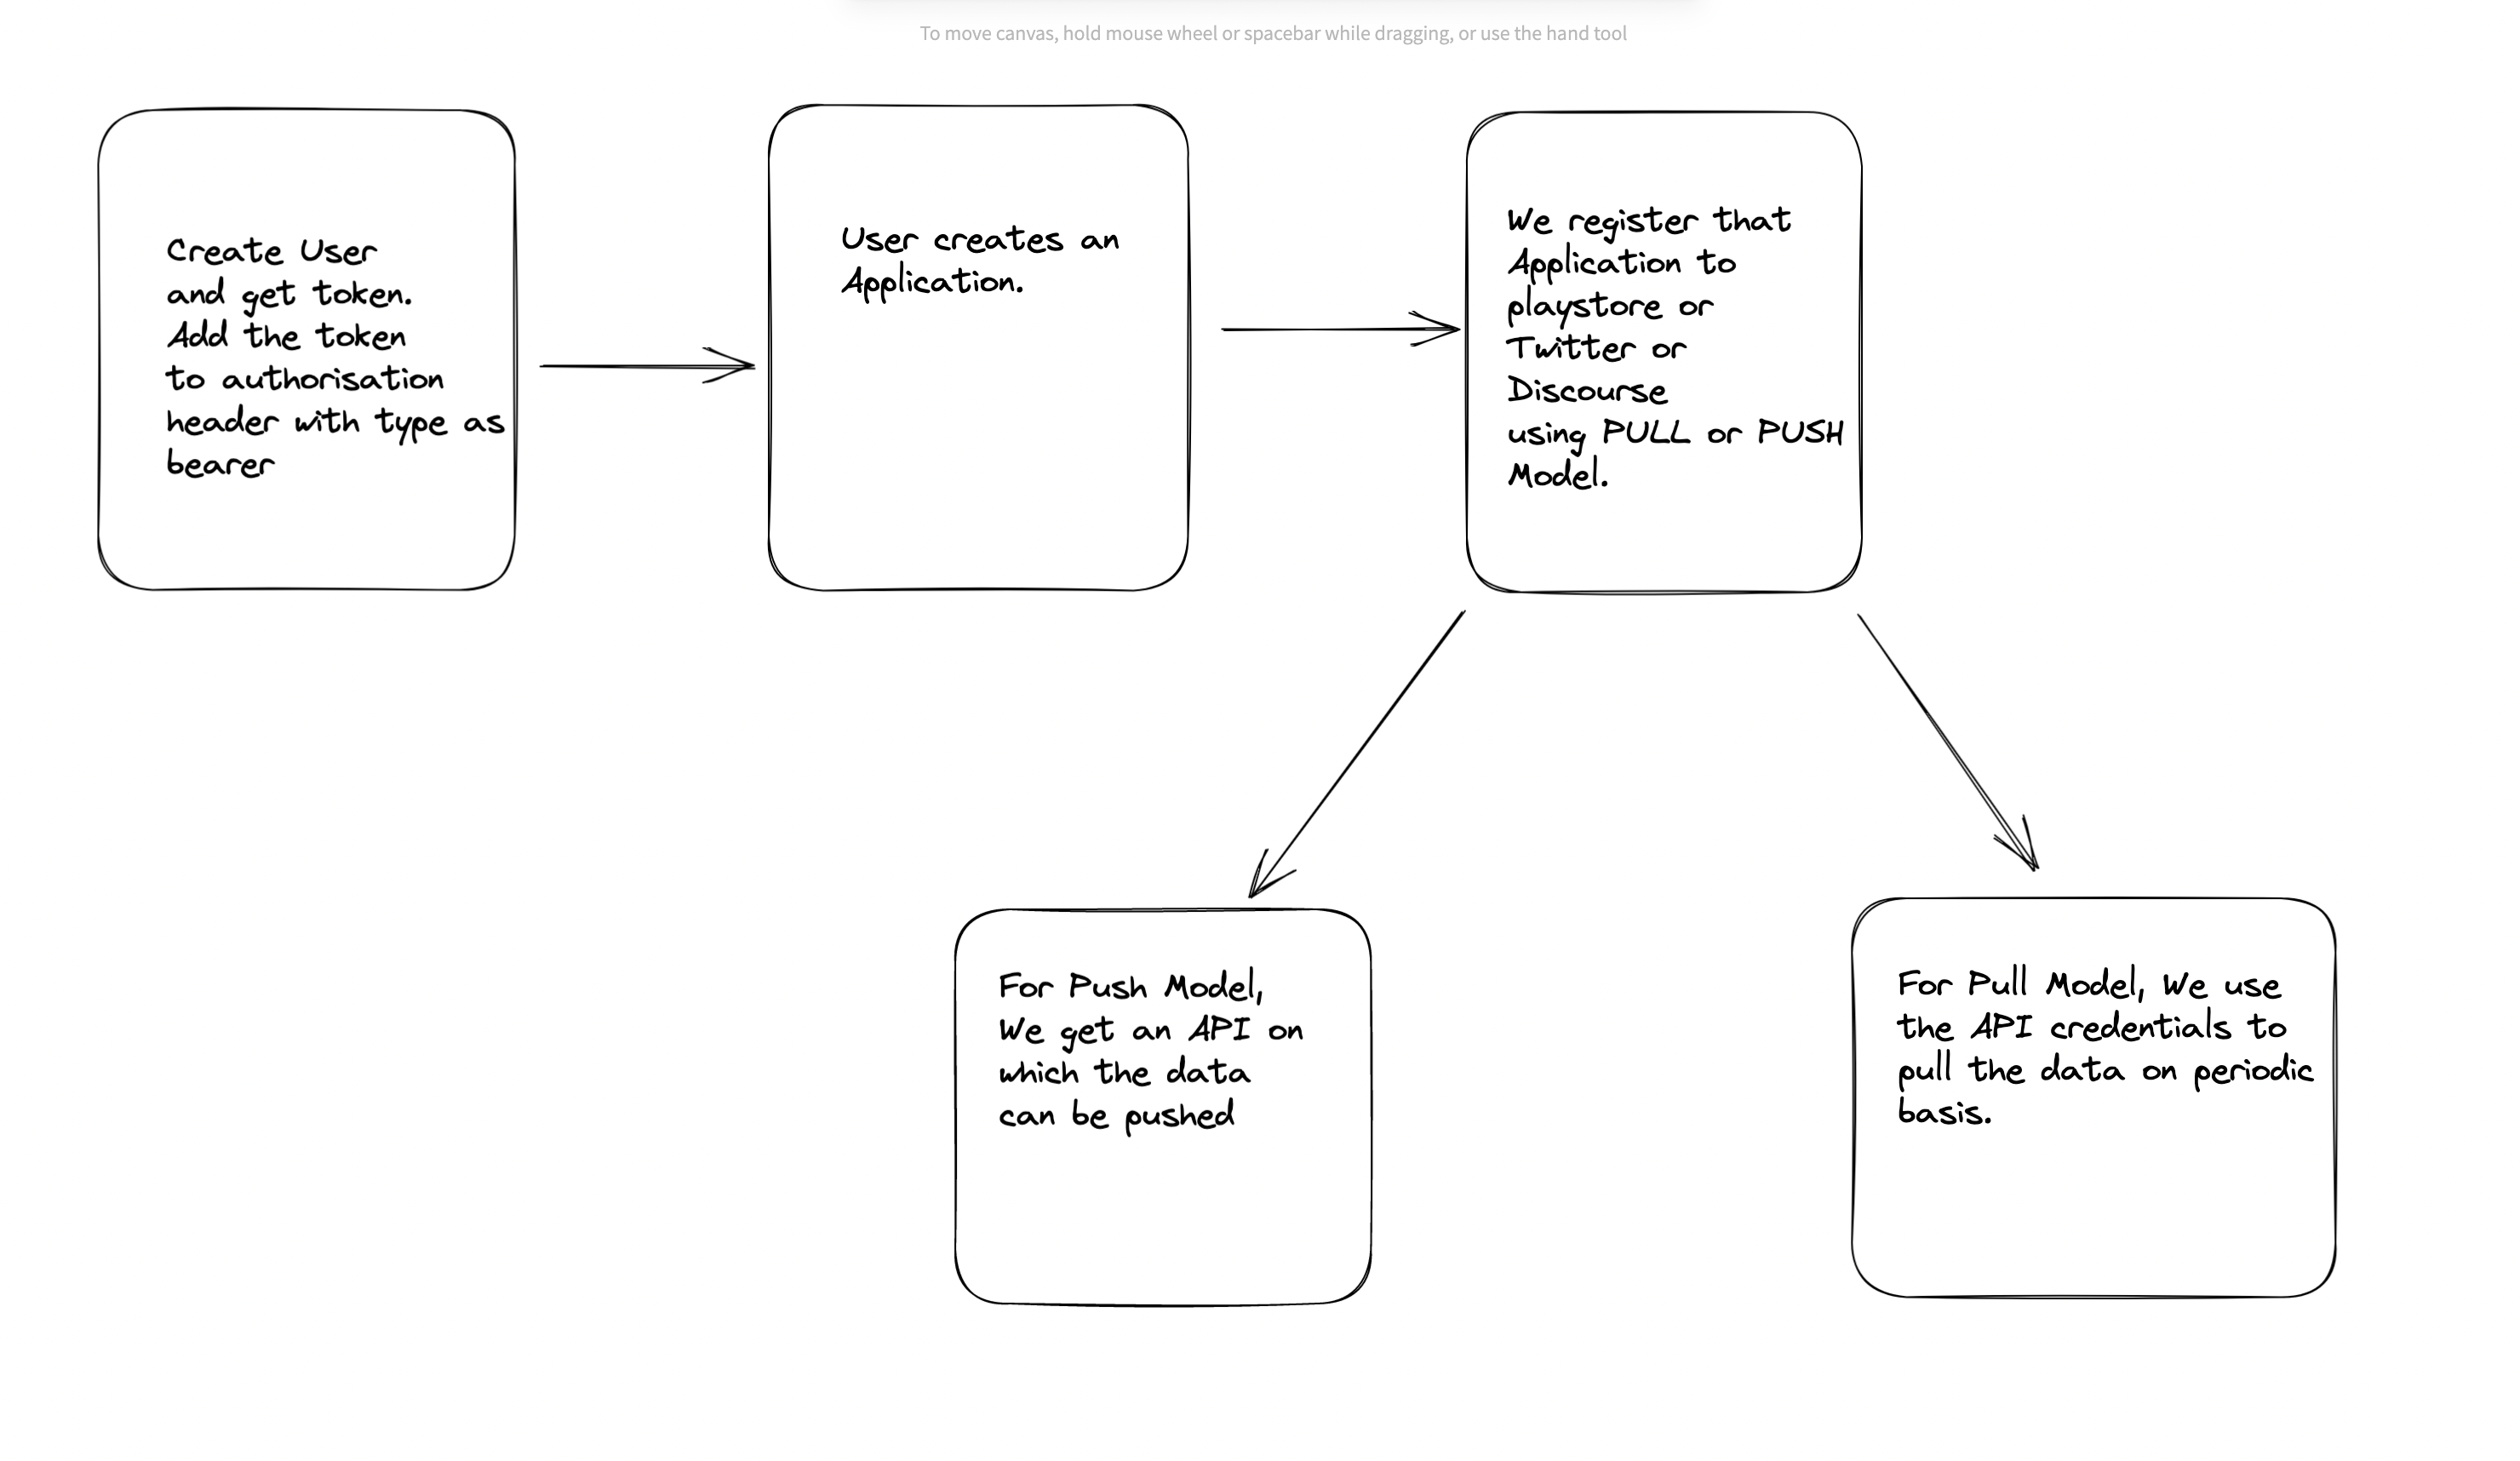 To move canvas, hold mouse wheel or spacebar while dragging, or use the hand tool
Create User
and get token.
Add the token
to authorisation
header with type as
bearer
User creates an
Application.
We register that
Application to
playstore or
Twitter or
Discourse
using PULL or PUSH
Model.
For Push Model,
We get an API on
which the data
can be pushed
For Pull Model, We use
the API credentials to
pull the data on periodic
basis.